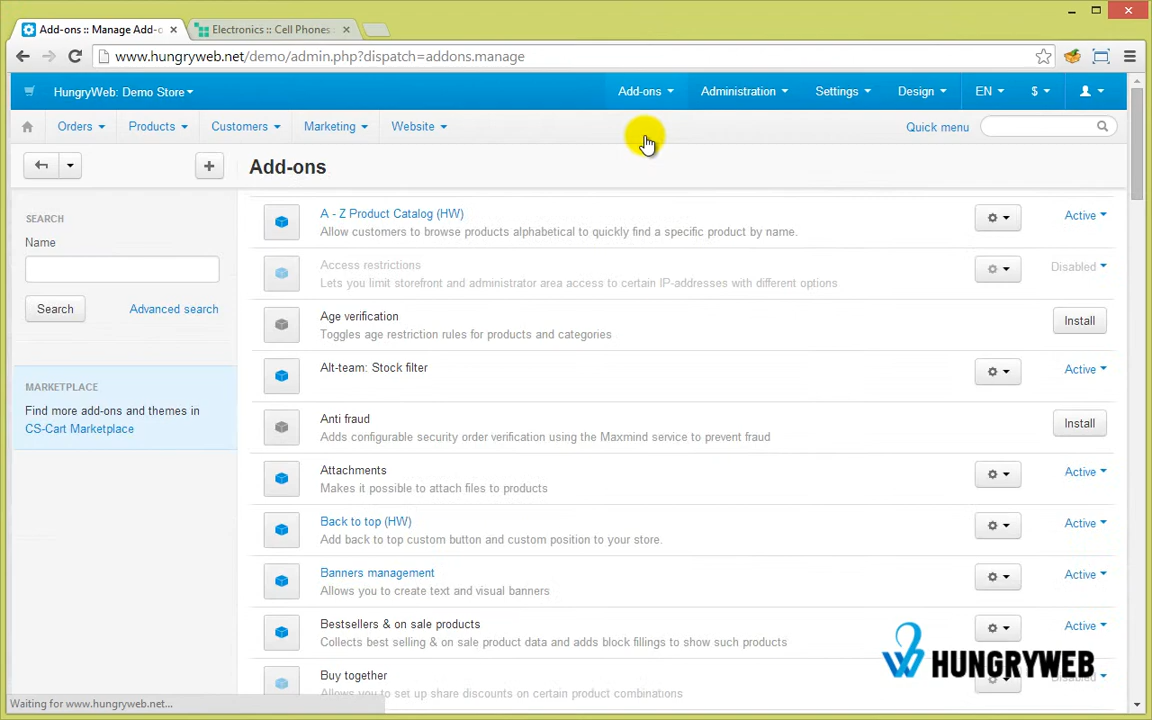 Add-ons :: Manage Add-o
Electronics :: Cell Phones
www.hungryweb.net/demo/admin.php?dispatch=addons.manage
HungryWeb: Demo Store
Add-ons
Administration
Settings
Design
EN
$
Orders
Products
Customers
Marketing
Website
Quick menu
Add-ons
SEARCH
Name
Search
Advanced search
MARKETPLACE
Find more add-ons and themes in
CS-Cart Marketplace
A - Z Product Catalog (HW)
Allow customers to browse products alphabetical to quickly find a specific product by name.
Active
Access restrictions
Lets you limit storefront and administrator area access to certain IP-addresses with different options
Disabled
Age verification
Toggles age restriction rules for products and categories
Install
Alt-team: Stock filter
Active
Anti fraud
Adds configurable security order verification using the Maxmind service to prevent fraud
Install
Attachments
Makes it possible to attach files to products
Active
Back to top (HW)
Add back to top custom button and custom position to your store.
Active
Banners management
Allows you to create text and visual banners
Active
Bestsellers & on sale products
Collects best selling & on sale product data and adds block fillings to show such products
Active
Buy together
Allows you to set up share discounts on certain product combinations
HUNGRYWEB
Waiting for www.hungryweb.net...